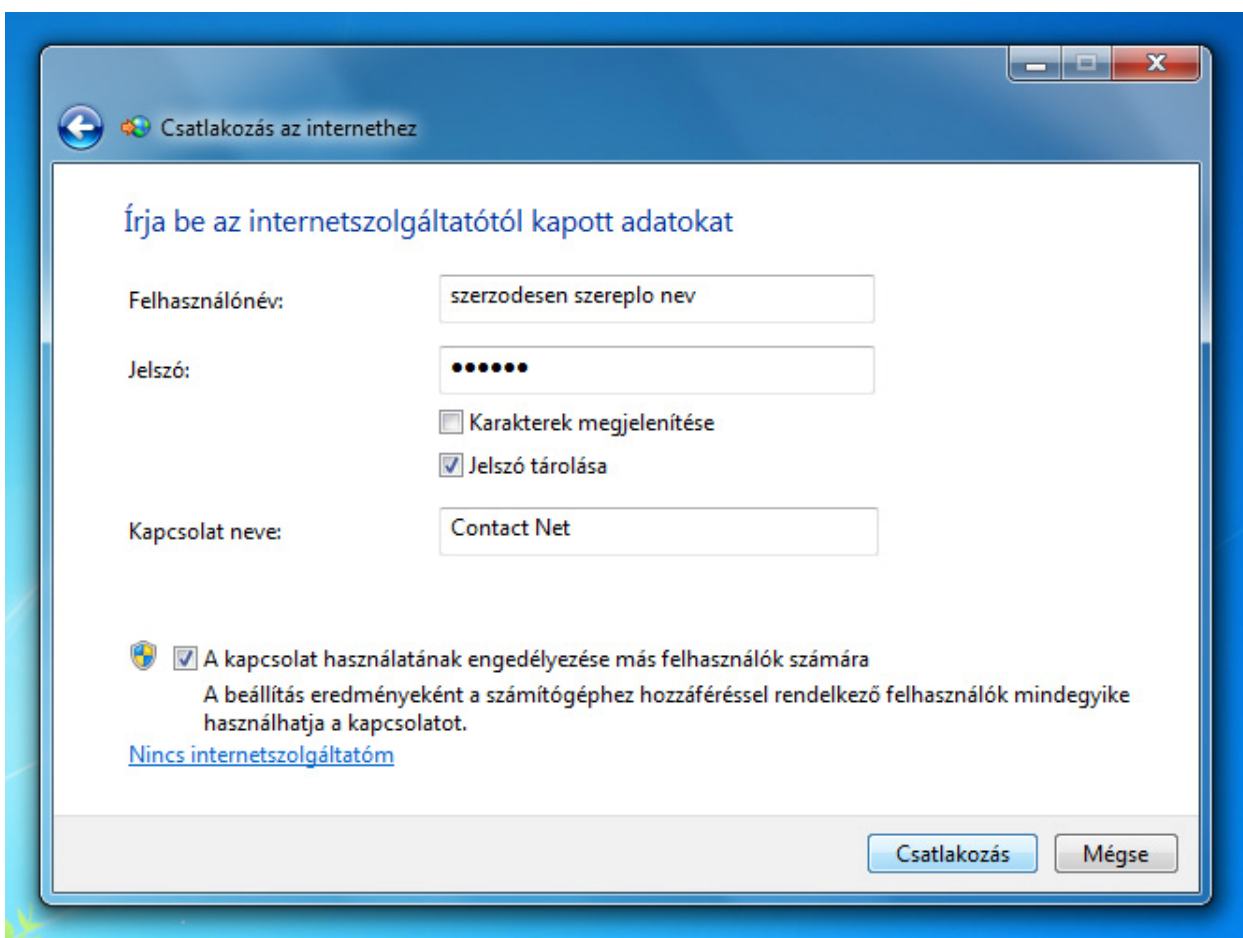 Csatlakozás az internethez
Írja be az internetszolgáltatótól kapott adatokat
Felhasználónév: szerzodesen szereplo nev
Jelszó: ••••••
Karakterek megjelenítése
Jelszó tárolása
Kapcsolat neve: Contact Net
A kapcsolat használatának engedélyezése más felhasználók számára
A beállítás eredményeként a számítógéphez hozzáféréssel rendelkező felhasználók mindegyike
használhatja a kapcsolatot.
Nincs internetszolgáltatóm
Csatlakozás Mégse